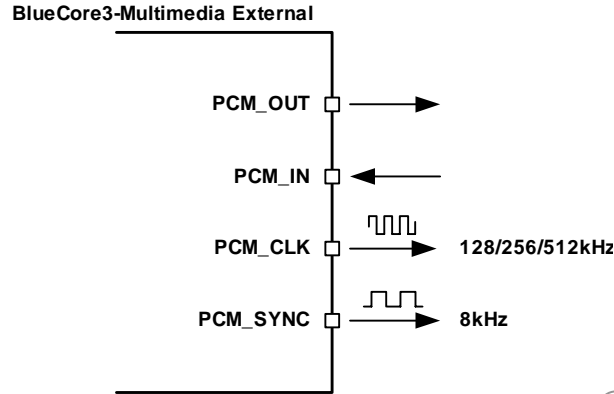 BlueCore3-Multimedia External
PCM_OUT
PCM_IN
PCM_CLK 128/256/512kHz
PCM_SYNC 8kHz